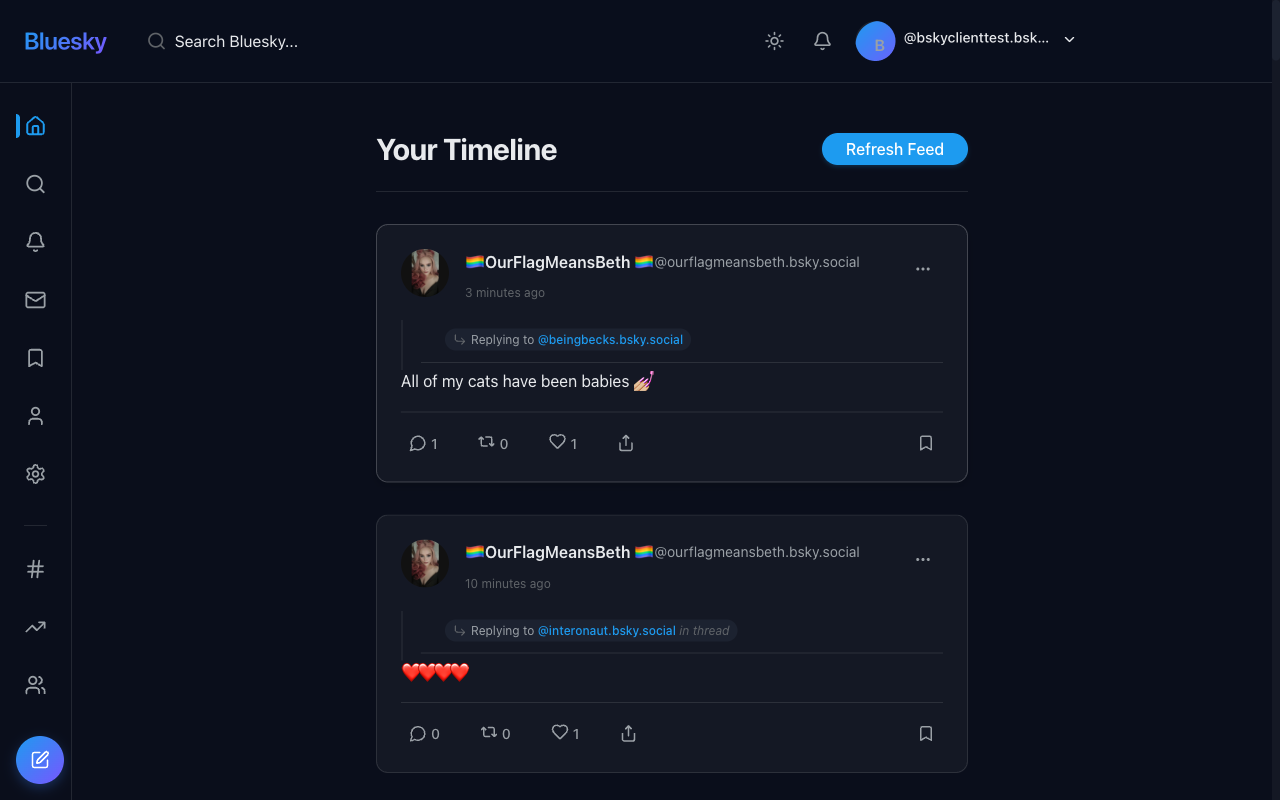 Bluesky
Search Bluesky...
B
@bskyclienttest.bsk...
Your Timeline
Refresh Feed
🏳️‍🌈OurFlagMeansBeth 🏳️‍🌈@ourflagmeansbeth.bsky.social
3 minutes ago
Replying to @beingbecks.bsky.social
All of my cats have been babies 💅🏼
1 0 1
🏳️‍🌈OurFlagMeansBeth 🏳️‍🌈@ourflagmeansbeth.bsky.social
10 minutes ago
Replying to @interonaut.bsky.social in thread
❤️❤️❤️❤️
0 0 1